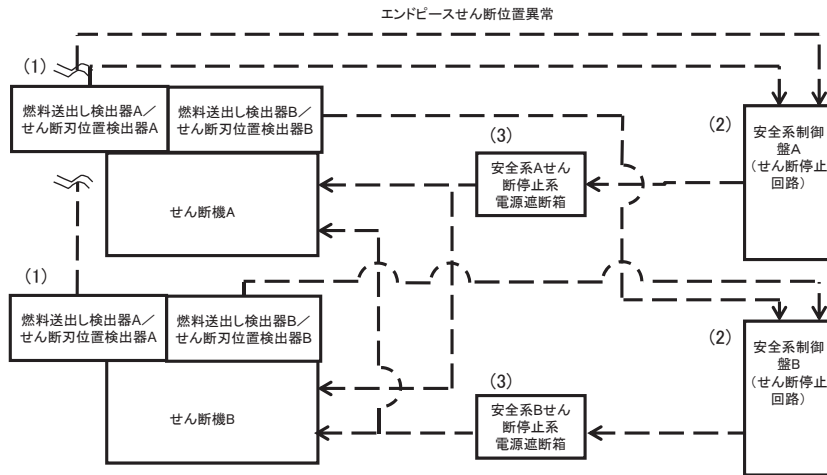 エンドピースせん断位置異常
(1)
燃料送出し検出器A／
せん断刃位置検出器A
燃料送出し検出器B／
せん断刃位置検出器B
せん断機A
(3)
安全系Aせん
断停止系
電源遮断箱
(2)
安全系制御
盤A
(せん断停止
回路)
(1)
燃料送出し検出器A／
せん断刃位置検出器A
燃料送出し検出器B／
せん断刃位置検出器B
せん断機B
(3)
安全系Bせん
断停止系
電源遮断箱
(2)
安全系制御
盤B
(せん断停止
回路)